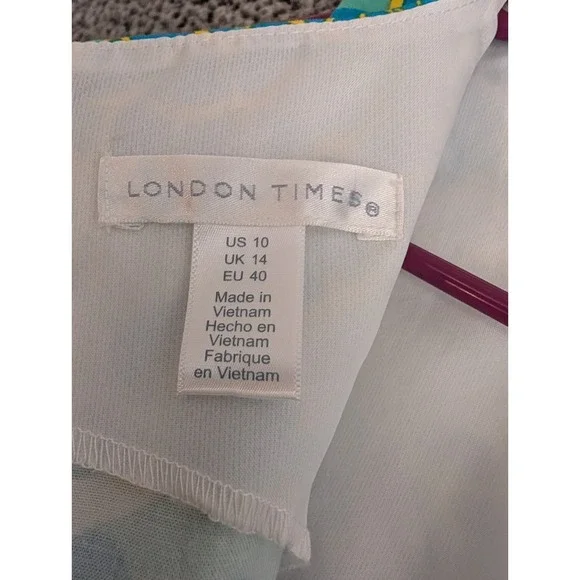 LONDON TIMES®
US 10
UK 14
EU 40
Made in
Vietnam
Hecho en
Vietnam
Fabrique
en Vietnam